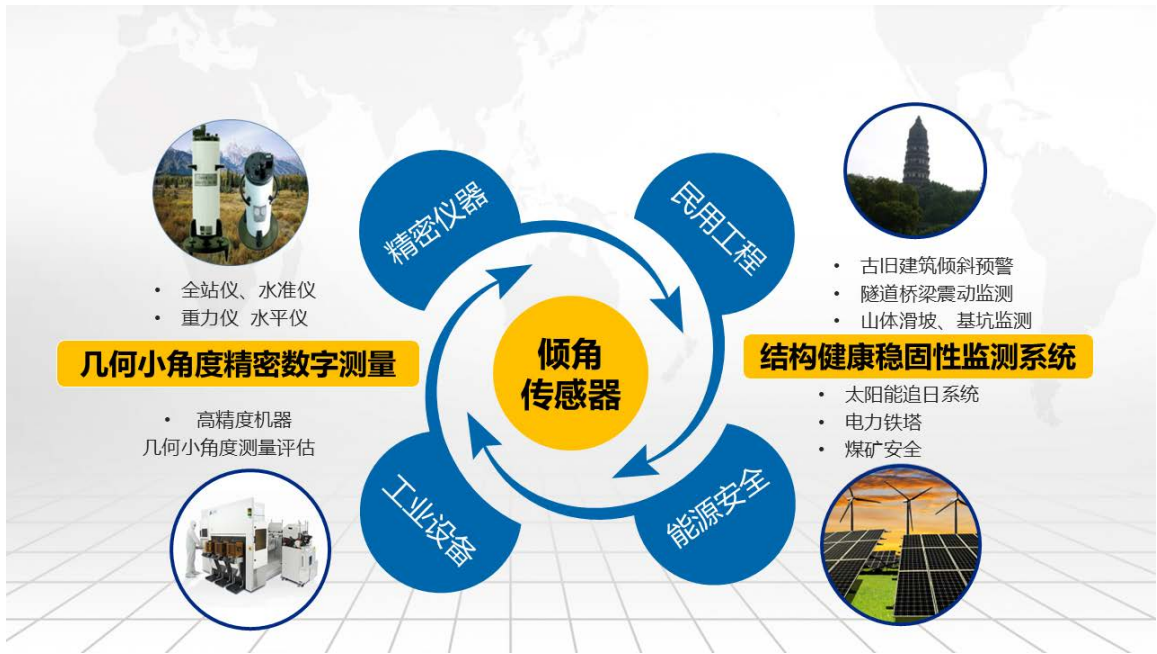 精密仪器
民用工程
• 全站仪、水准仪
• 重力仪 水平仪
几何小角度精密数字测量
• 高精度机器
几何小角度测量评估
倾角
传感器
• 古旧建筑倾斜预警
• 隧道桥梁震动监测
• 山体滑坡、基坑监测
结构健康稳固性监测系统
• 太阳能追日系统
• 电力铁塔
• 煤矿安全
工业设备
能源安全